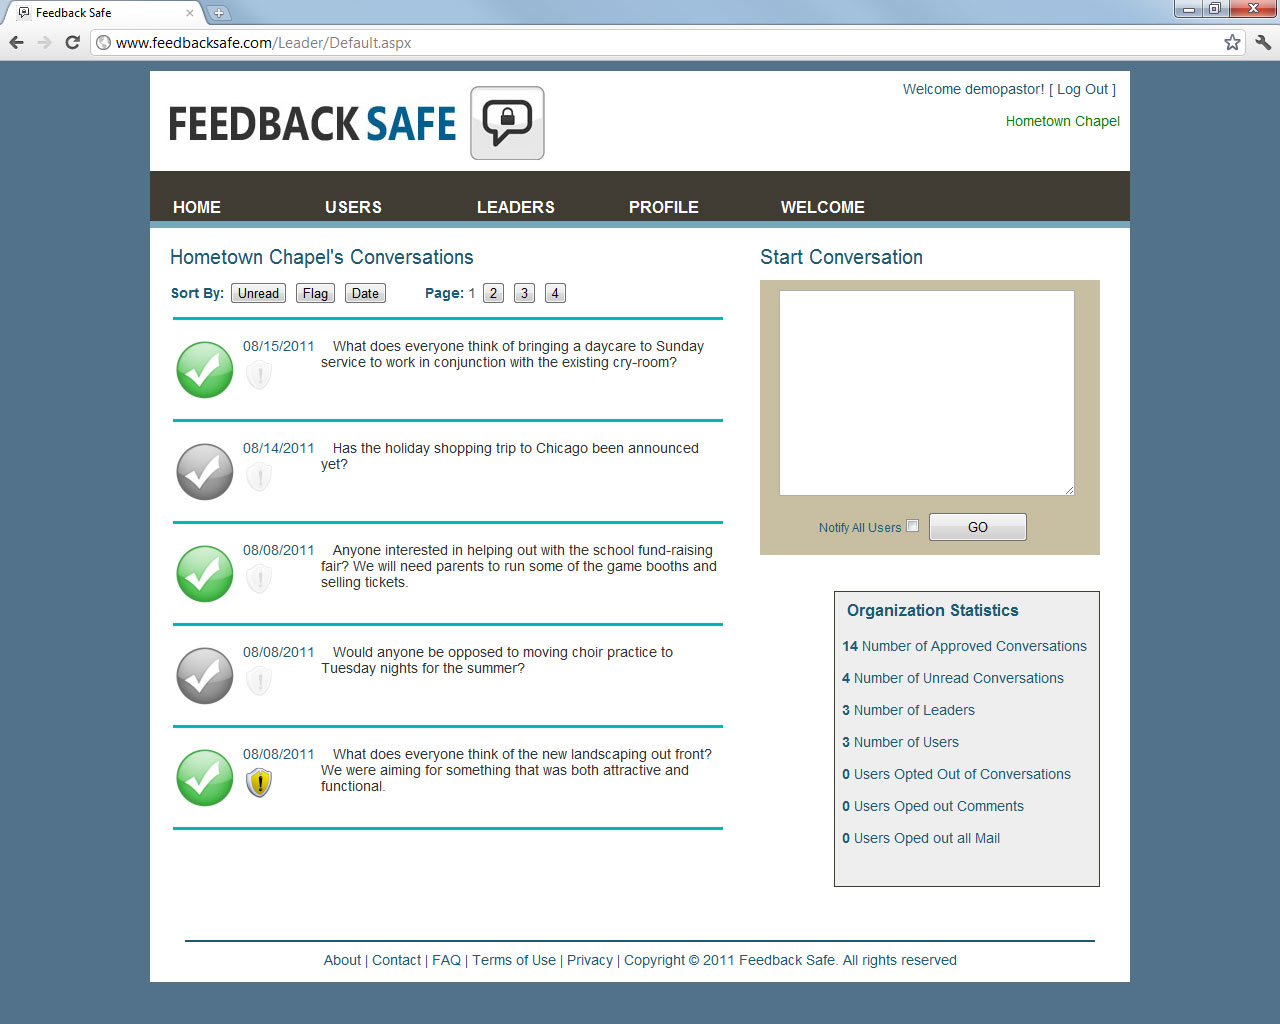 Feedback Safe
www.feedbacksafe.com/Leader/Default.aspx
FEEDBACK SAFE
Welcome demopastor! [ Log Out ]
Hometown Chapel
HOME USERS LEADERS PROFILE WELCOME
Hometown Chapel's Conversations
Sort By: Unread Flag Date Page: 1 2 3 4
08/15/2011 What does everyone think of bringing a daycare to Sunday
service to work in conjunction with the existing cry-room?
08/14/2011 Has the holiday shopping trip to Chicago been announced
yet?
08/08/2011 Anyone interested in helping out with the school fund-raising
fair? We will need parents to run some of the game booths and
selling tickets.
08/08/2011 Would anyone be opposed to moving choir practice to
Tuesday nights for the summer?
08/08/2011 What does everyone think of the new landscaping out front?
We were aiming for something that was both attractive and
functional.
Start Conversation
Notify All Users GO
Organization Statistics
14 Number of Approved Conversations
4 Number of Unread Conversations
3 Number of Leaders
3 Number of Users
0 Users Opted Out of Conversations
0 Users Oped out Comments
0 Users Oped out all Mail
About | Contact | FAQ | Terms of Use | Privacy | Copyright © 2011 Feedback Safe. All rights reserved